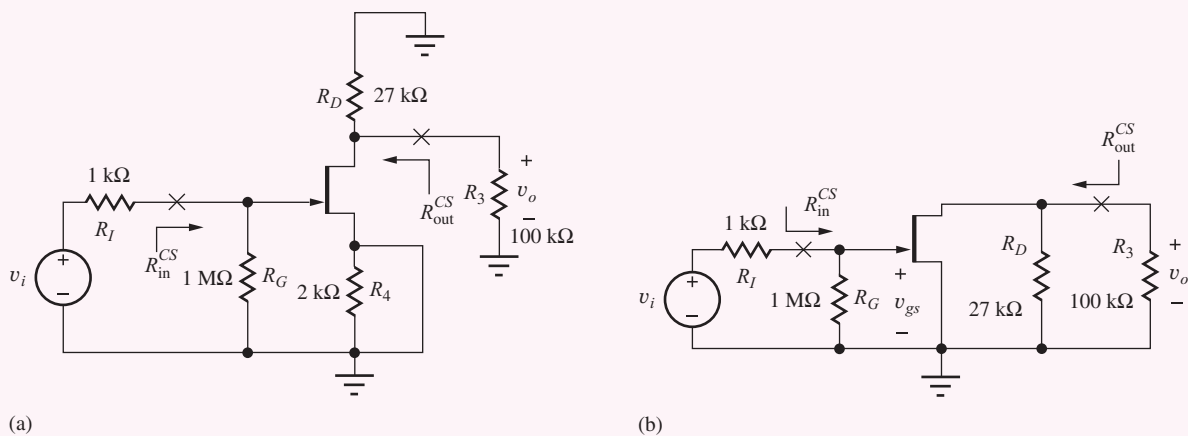 R_D
27 kΩ
1 kΩ
R_I
R_in^CS
v_i
+
−
1 MΩ
R_G
2 kΩ
R_4
R_out^CS
R_3
+
v_o
−
100 kΩ
(a)
R_out^CS
R_in^CS
1 kΩ
R_I
v_i
+
−
1 MΩ
R_G
+
v_gs
−
R_D
27 kΩ
R_3
100 kΩ
+
v_o
−
(b)